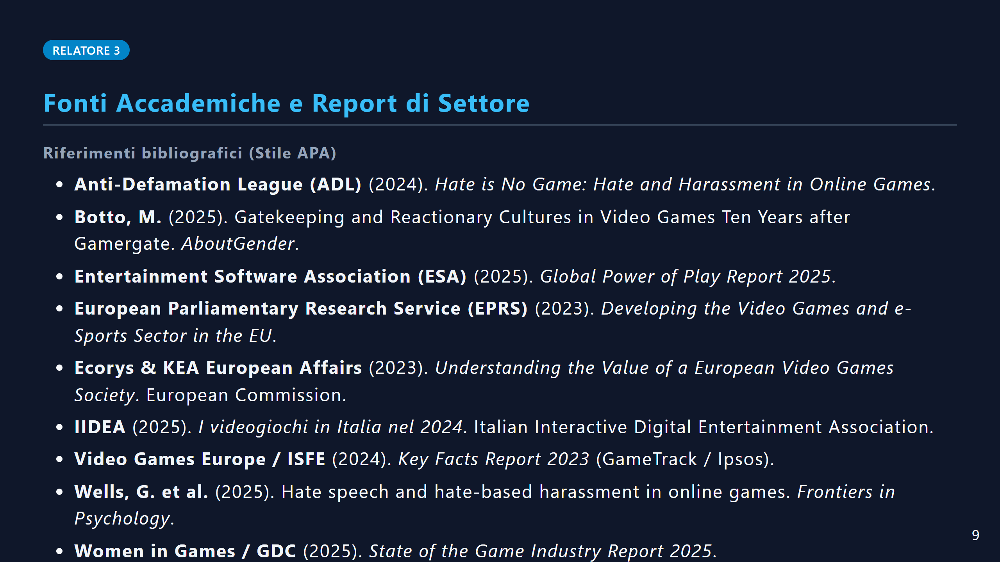 RELATORE 3
Fonti Accademiche e Report di Settore
Riferimenti bibliografici (Stile APA)
• Anti-Defamation League (ADL) (2024). Hate is No Game: Hate and Harassment in Online Games.
• Botto, M. (2025). Gatekeeping and Reactionary Cultures in Video Games Ten Years after
Gamergate. AboutGender.
• Entertainment Software Association (ESA) (2025). Global Power of Play Report 2025.
• European Parliamentary Research Service (EPRS) (2023). Developing the Video Games and e-
Sports Sector in the EU.
• Ecorys & KEA European Affairs (2023). Understanding the Value of a European Video Games
Society. European Commission.
• IIDEA (2025). I videogiochi in Italia nel 2024. Italian Interactive Digital Entertainment Association.
• Video Games Europe / ISFE (2024). Key Facts Report 2023 (GameTrack / Ipsos).
• Wells, G. et al. (2025). Hate speech and hate-based harassment in online games. Frontiers in
Psychology.
• Women in Games / GDC (2025). State of the Game Industry Report 2025.
9